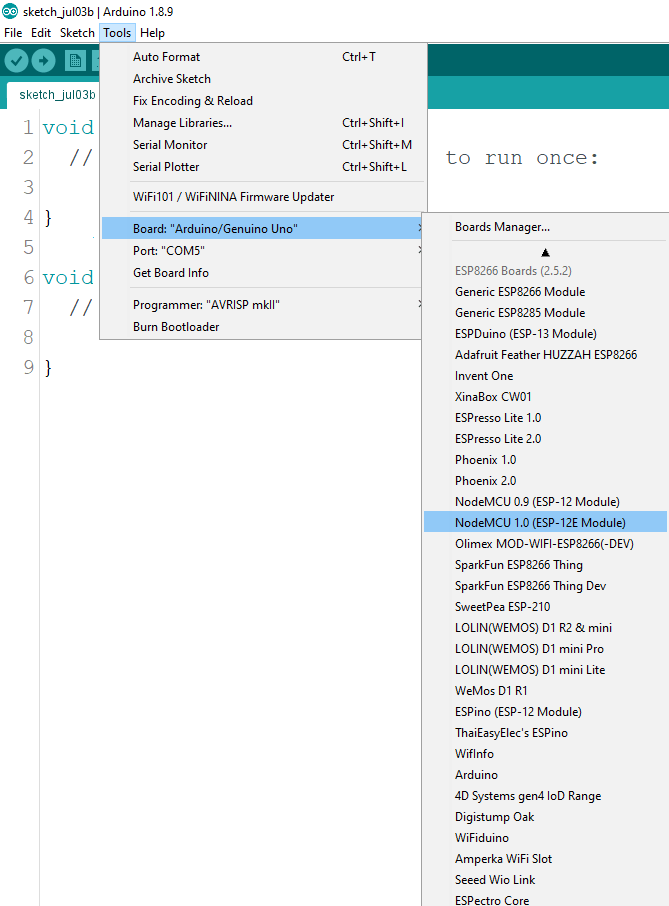 sketch_jul03b | Arduino 1.8.9
File Edit Sketch Tools Help
Auto Format Ctrl+T
Archive Sketch
Fix Encoding & Reload
Manage Libraries... Ctrl+Shift+I
Serial Monitor Ctrl+Shift+M
Serial Plotter Ctrl+Shift+L
WiFi101 / WiFiNINA Firmware Updater
Board: "Arduino/Genuino Uno"
Port: "COM5"
Get Board Info
Programmer: "AVRISP mkII"
Burn Bootloader
sketch_jul03b
1 void
2 // to run once:
3
4 }
5
6 void
7 //
8
9 }
Boards Manager...
ESP8266 Boards (2.5.2)
Generic ESP8266 Module
Generic ESP8285 Module
ESPDuino (ESP-13 Module)
Adafruit Feather HUZZAH ESP8266
Invent One
XinaBox CW01
ESPresso Lite 1.0
ESPresso Lite 2.0
Phoenix 1.0
Phoenix 2.0
NodeMCU 0.9 (ESP-12 Module)
NodeMCU 1.0 (ESP-12E Module)
Olimex MOD-WIFI-ESP8266(-DEV)
SparkFun ESP8266 Thing
SparkFun ESP8266 Thing Dev
SweetPea ESP-210
LOLIN(WEMOS) D1 R2 & mini
LOLIN(WEMOS) D1 mini Pro
LOLIN(WEMOS) D1 mini Lite
WeMos D1 R1
ESPino (ESP-12 Module)
ThaiEasyElec's ESPino
WifInfo
Arduino
4D Systems gen4 IoD Range
Digistump Oak
WiFiduino
Amperka WiFi Slot
Seeed Wio Link
ESPectro Core